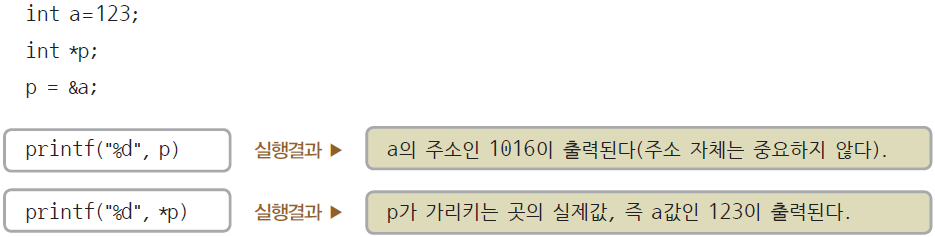 int a=123;
int *p;
p = &a;
printf("%d", p) 실행결과 ▶ a의 주소인 1016이 출력된다(주소 자체는 중요하지 않다).
printf("%d", *p) 실행결과 ▶ p가 가리키는 곳의 실제값, 즉 a값인 123이 출력된다.